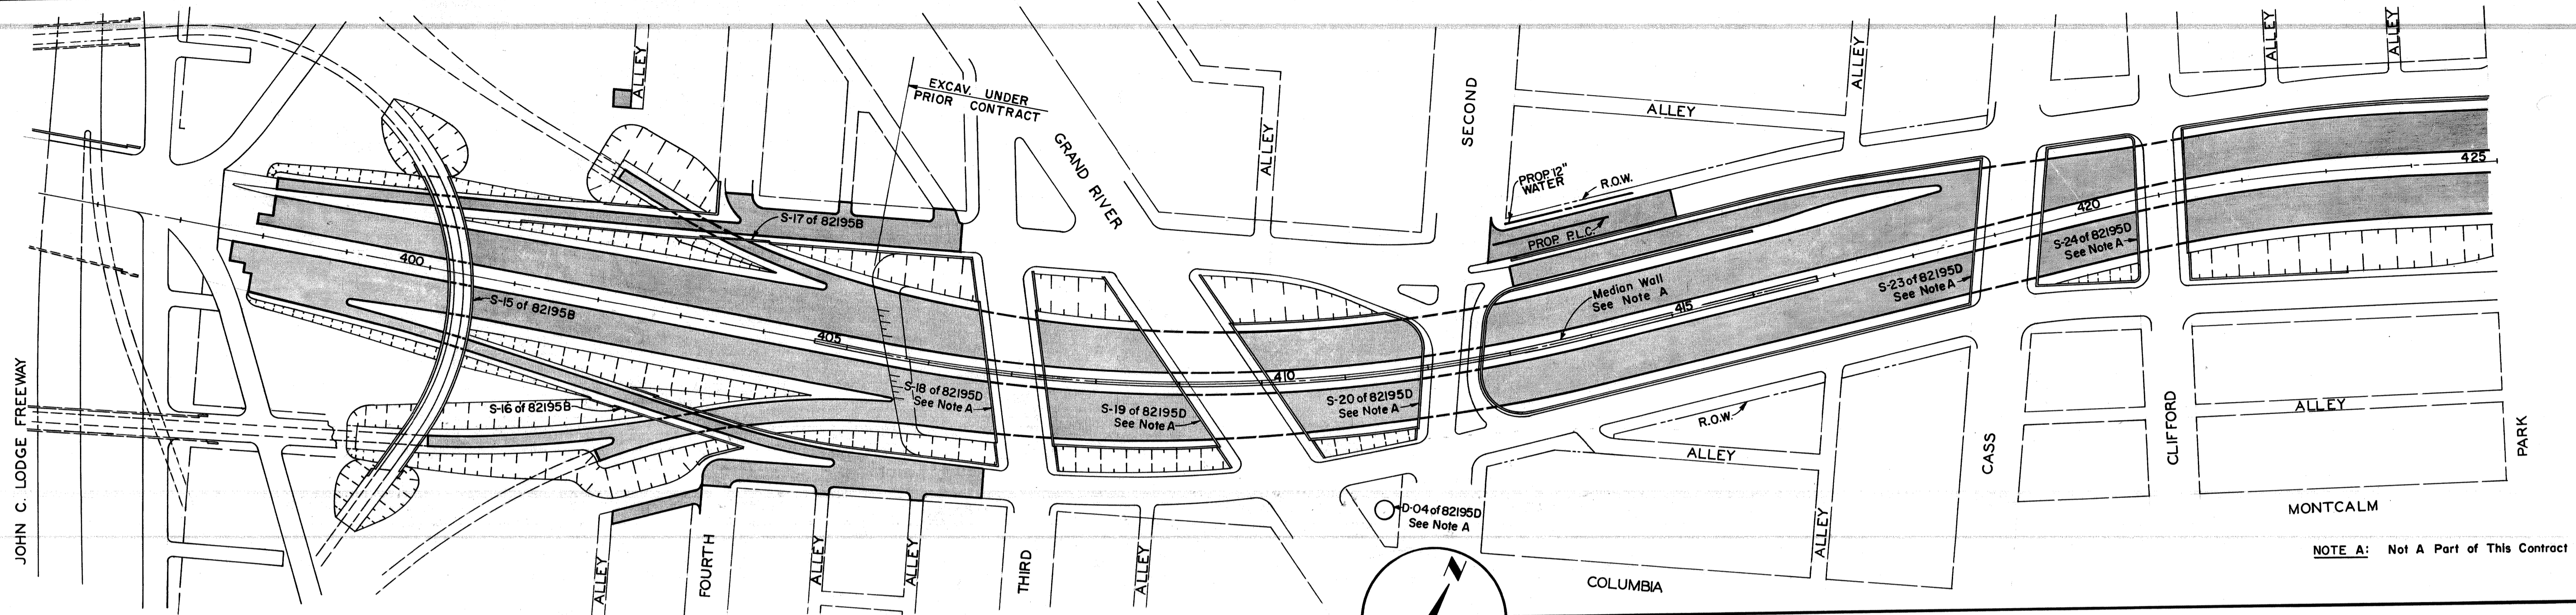 ALLEY
ALLEY
ALLEY
ALLEY
EXCAV. UNDER
PRIOR CONTRACT
GRAND RIVER
ALLEY
SECOND
ALLEY
PROP. 12"
WATER
R.O.W.
PROP. P.L.C.
425
420
S-17 of 82195B
400
S-15 of 82195B
405
S-16 of 82195B
S-18 of 82195D
See Note A
S-19 of 82195D
See Note A
410
S-20 of 82195D
See Note A
Median Wall
See Note A
415
S-23 of 82195D
See Note A
S-24 of 82195D
See Note A
JOHN C. LODGE FREEWAY
R.O.W.
ALLEY
ALLEY
CASS
CLIFFORD
PARK
MONTCALM
D-04 of 82195D
See Note A
ALLEY
FOURTH
ALLEY
ALLEY
THIRD
ALLEY
N
ALLEY
COLUMBIA
NOTE A: Not A Part of This Contract